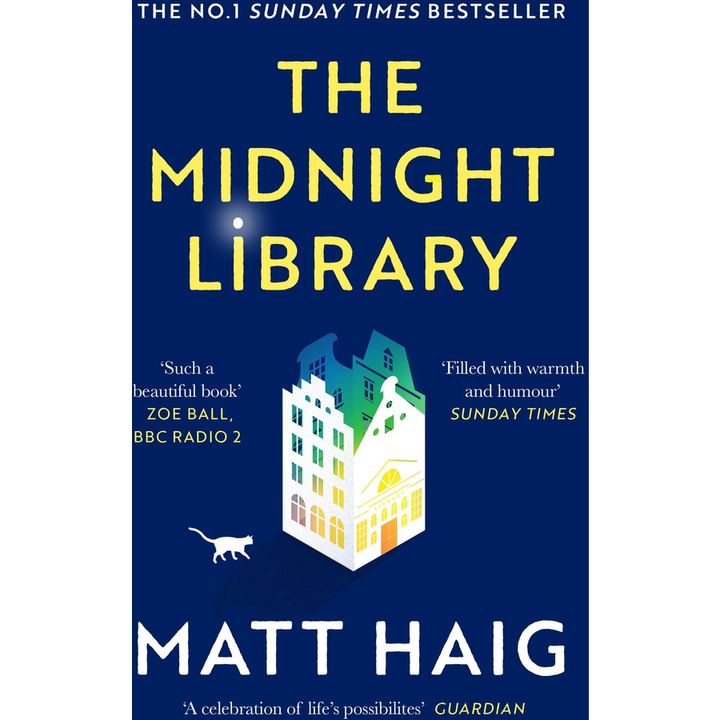 THE NO.1 SUNDAY TIMES BESTSELLER
THE
MIDNIGHT
LiBRARY
‘Such a
beautiful book’
ZOE BALL,
BBC RADIO 2
‘Filled with warmth
and humour’
SUNDAY TIMES
LIBRARY
MATT HAIG
‘A celebration of life’s possibilites’ GUARDIAN